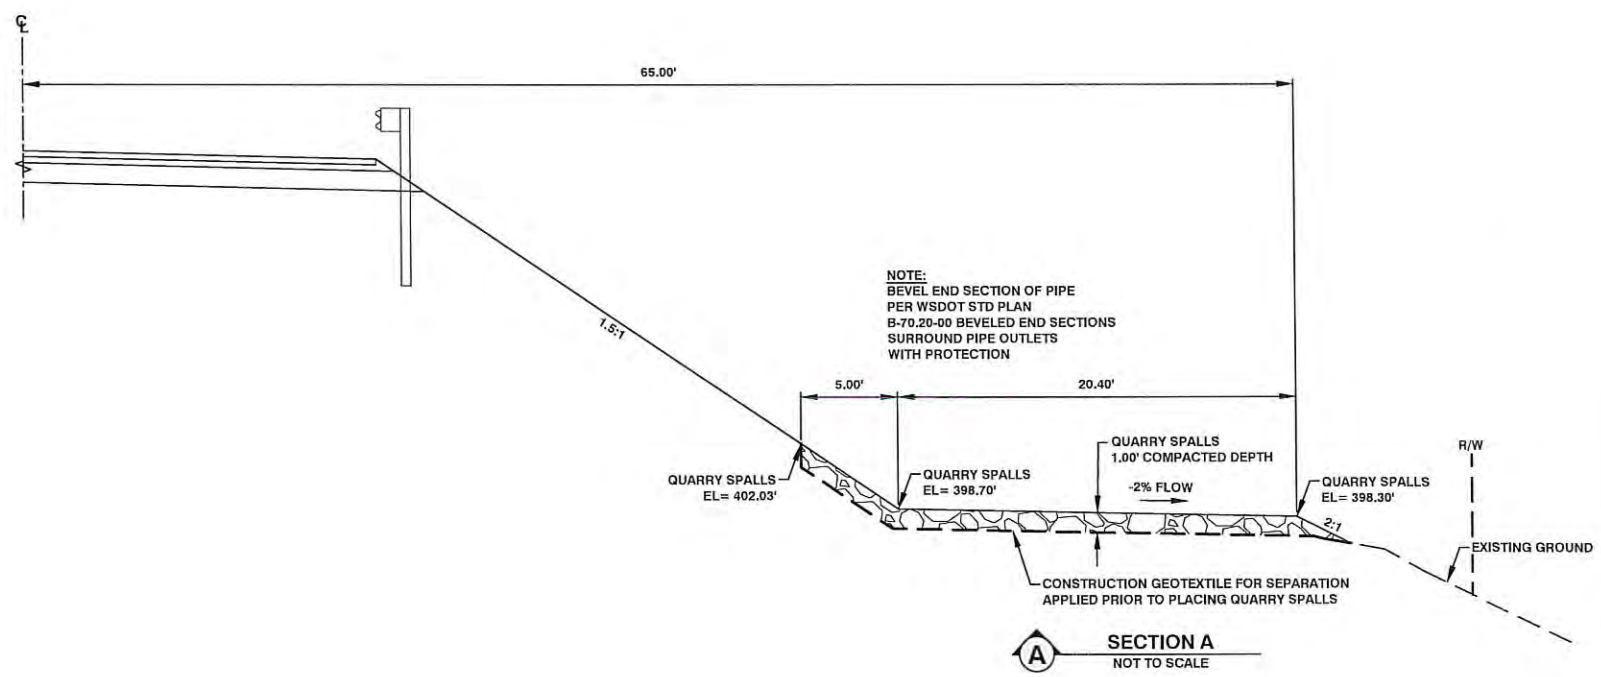 ℄
65.00'
NOTE:
BEVEL END SECTION OF PIPE
PER WSDOT STD PLAN
B-70.20-00 BEVELED END SECTIONS
SURROUND PIPE OUTLETS
WITH PROTECTION
1.5:1
5.00'
20.40'
QUARRY SPALLS
1.00' COMPACTED DEPTH
R/W
QUARRY SPALLS
EL= 402.03'
QUARRY SPALLS
EL= 398.70'
-2% FLOW
QUARRY SPALLS
EL= 398.30'
2:1
EXISTING GROUND
CONSTRUCTION GEOTEXTILE FOR SEPARATION
APPLIED PRIOR TO PLACING QUARRY SPALLS
A
SECTION A
NOT TO SCALE